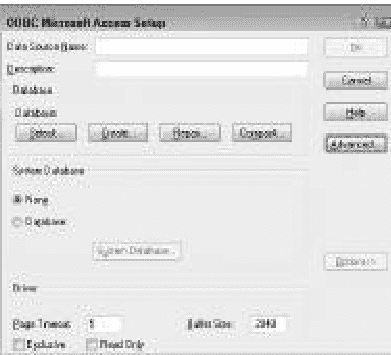 ODBC Microsoft Access Setup
Data Source Name:
OK
Description:
Database
Cancel
Database:
Help
Select...
Create...
Repair...
Compact...
Advanced...
System Database
None
Database:
System Database...
Options>>
Driver
Page Timeout:
5
Buffer Size:
2048
Exclusive
Read Only